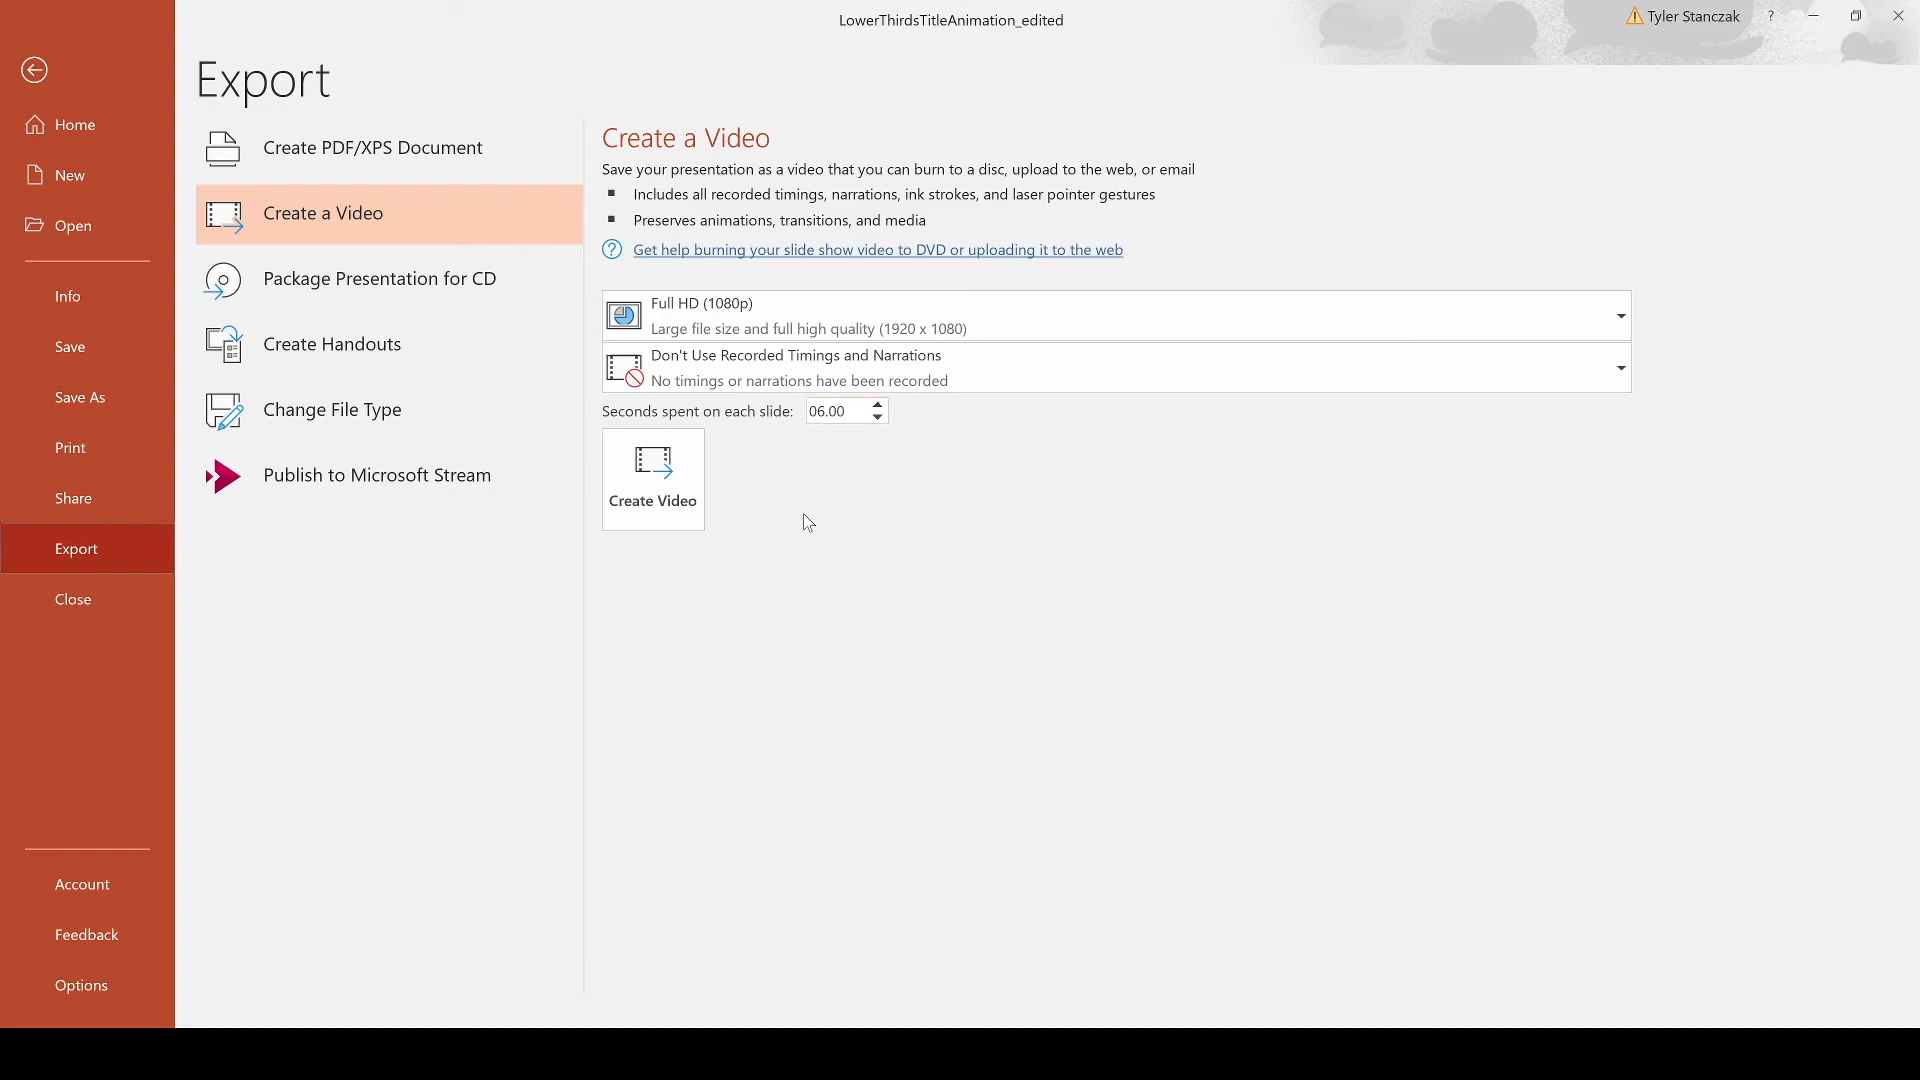 LowerThirdsTitleAnimation_edited
Tyler Stanczak
?
Export
Home
New
Open
Info
Save
Save As
Print
Share
Export
Close
Account
Feedback
Options
Create PDF/XPS Document
Create a Video
Package Presentation for CD
Create Handouts
Change File Type
Publish to Microsoft Stream
Create a Video
Save your presentation as a video that you can burn to a disc, upload to the web, or email
▪ Includes all recorded timings, narrations, ink strokes, and laser pointer gestures
▪ Preserves animations, transitions, and media
? Get help burning your slide show video to DVD or uploading it to the web
Full HD (1080p)
Large file size and full high quality (1920 x 1080)
Don't Use Recorded Timings and Narrations
No timings or narrations have been recorded
Seconds spent on each slide: 06.00
Create Video